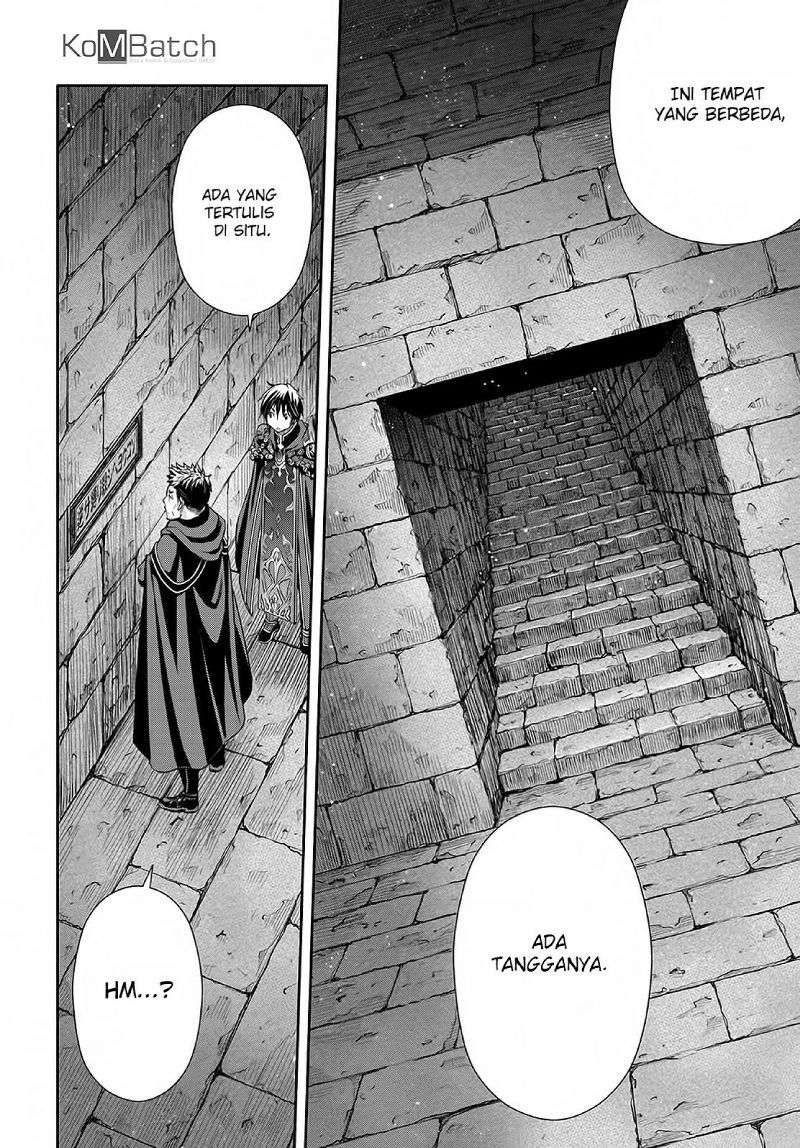 KoMBatch
INI TEMPAT
YANG BERBEDA,
ADA
TANGGANYA.
ADA YANG
TERTULIS
DI SITU.
HM...?